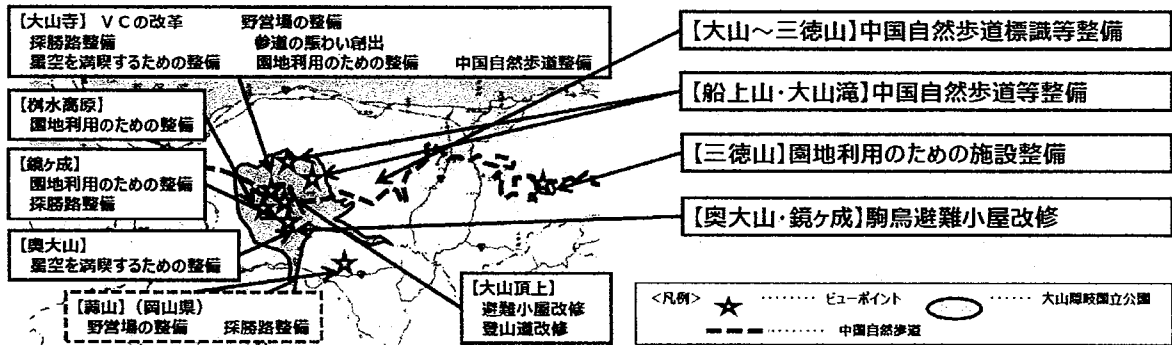 【大山寺】 ＶＣの改革　野営場の整備
探勝路整備　参道の賑わい創出
星空を満喫するための整備　園地利用のための整備　中国自然歩道整備
【桝水高原】
園地利用のための整備
【鏡ヶ成】
園地利用のための整備
探勝路整備
【奥大山】
星空を満喫するための整備
【蒜山】（岡山県）
野営場の整備　探勝路整備
【大山頂上】
避難小屋改修
登山道改修
【大山～三徳山】中国自然歩道標識等整備
【船上山・大山滝】中国自然歩道等整備
【三徳山】園地利用のための施設整備
【奥大山・鏡ヶ成】駒鳥避難小屋改修
＜凡例＞ ☆ ‥‥‥‥ ビューポイント　‥‥‥ 大山隠岐国立公園
‥‥‥‥ 中国自然歩道